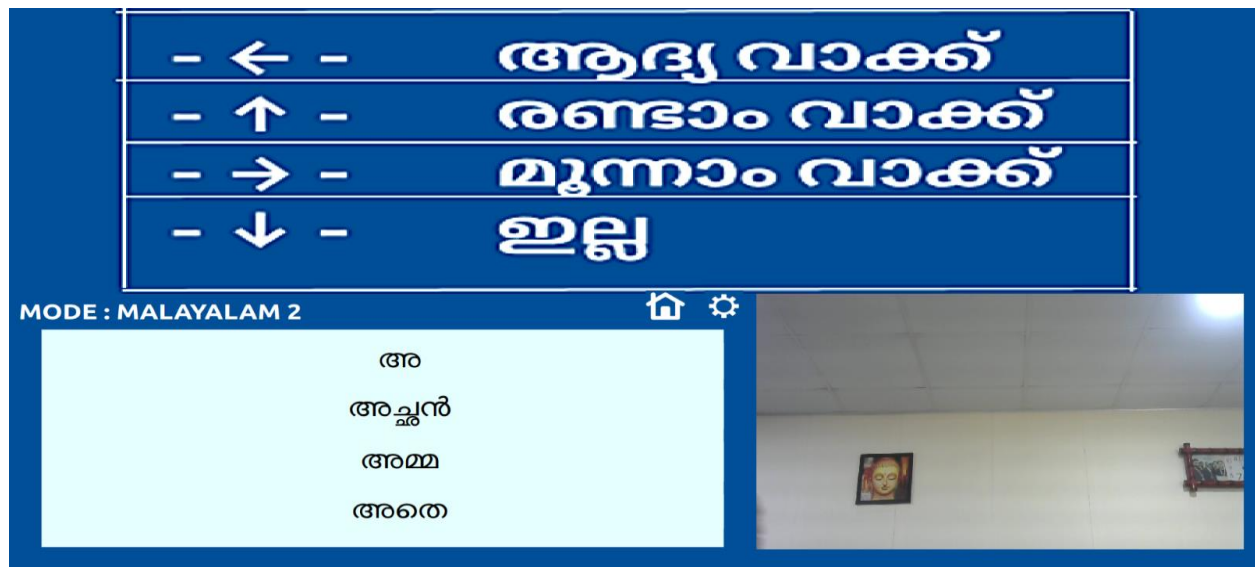 - ← - ആദ്യ വാക്ക്
- ↑ - രണ്ടാം വാക്ക്
- → - മൂന്നാം വാക്ക്
- ↓ - ഇല്ല
MODE : MALAYALAM 2
അ
അച്ഛൻ
അമ്മ
അതെ